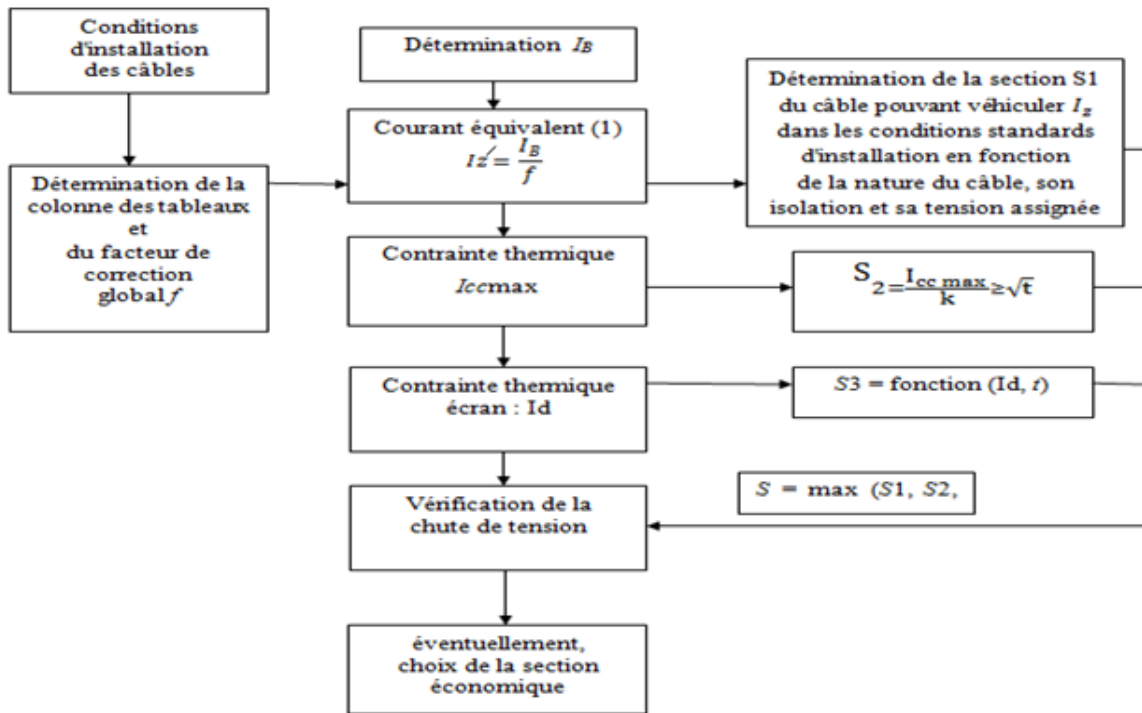 Conditions
d'installation
des câbles
Détermination de la
colonne des tableaux
et
du facteur de
correction
global f
Détermination IB
Courant équivalent (1)
Iz′ = IB / f
Détermination de la section S1
du câble pouvant véhiculer Iz
dans les conditions standards
d'installation en fonction
de la nature du câble, son
isolation et sa tension assignée
Contrainte thermique
Iccmax
S2 = Icc max / k ≥ √t
Contrainte thermique
écran : Id
S3 = fonction (Id, t)
S = max (S1, S2,
Vérification de la
chute de tension
éventuellement,
choix de la section
économique